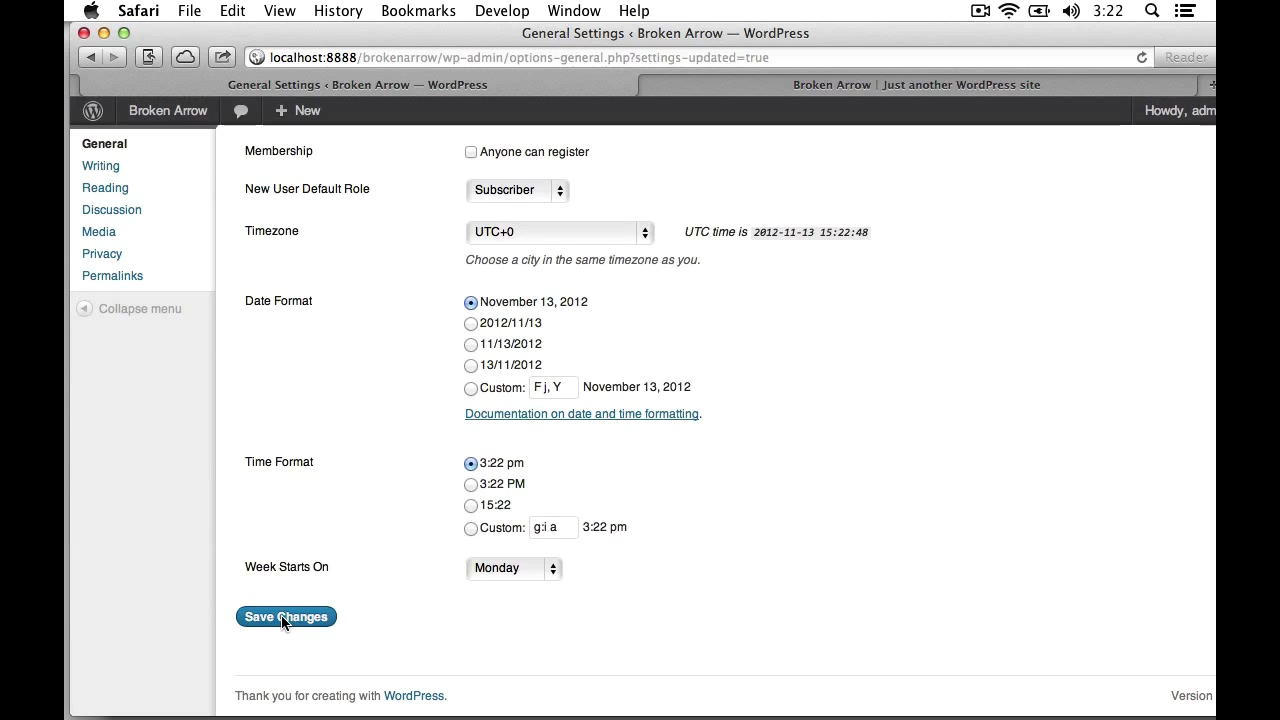 Safari File Edit View History Bookmarks Develop Window Help 3:22
General Settings ‹ Broken Arrow — WordPress
localhost:8888/brokenarrow/wp-admin/options-general.php?settings-updated=true Reader
General Settings ‹ Broken Arrow — WordPress Broken Arrow | Just another WordPress site
Broken Arrow + New Howdy, adm
General
Writing
Reading
Discussion
Media
Privacy
Permalinks
Collapse menu
Membership Anyone can register
New User Default Role Subscriber
Timezone UTC+0 UTC time is 2012-11-13 15:22:48
Choose a city in the same timezone as you.
Date Format November 13, 2012
2012/11/13
11/13/2012
13/11/2012
Custom: F j, Y November 13, 2012
Documentation on date and time formatting.
Time Format 3:22 pm
3:22 PM
15:22
Custom: g:i a 3:22 pm
Week Starts On Monday
Save Changes
Thank you for creating with WordPress. Version